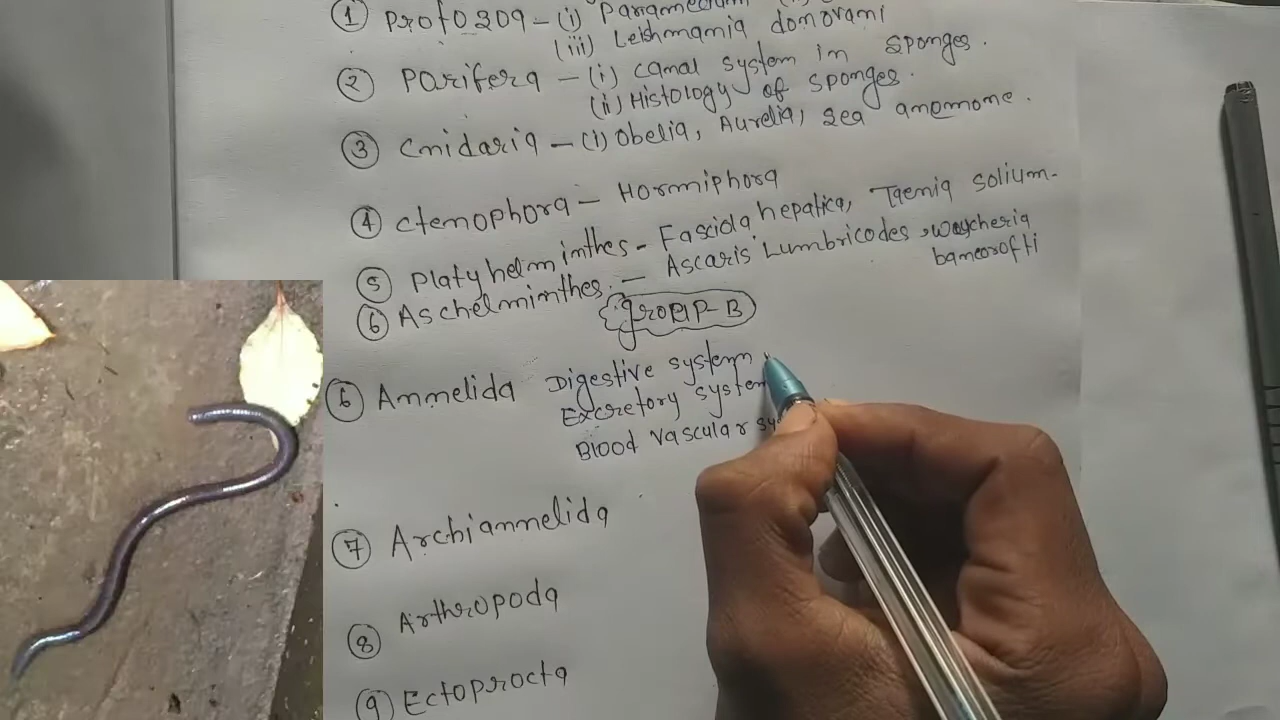 ① Protozoa - (i) Paramecium
(iii) Leishmania donovani
② Parifera - (i) canal system in sponges.
(ii) Histology of sponges.
③ Cnidaria - (i) Obelia, Aurelia, sea anemone.
④ Ctenophora - Hormiphora
⑤ Platyhelminthes - Fasciola hepatica, Taenia solium-
⑥ Aschelminthes. - Ascaris Lumbricodes,
bancrofti
group-B
⑥ Annelida Digestive system
Excretory system
Blood vascular
⑦ Archiannelida
⑧ Arthropoda
⑨ Ectoprocta